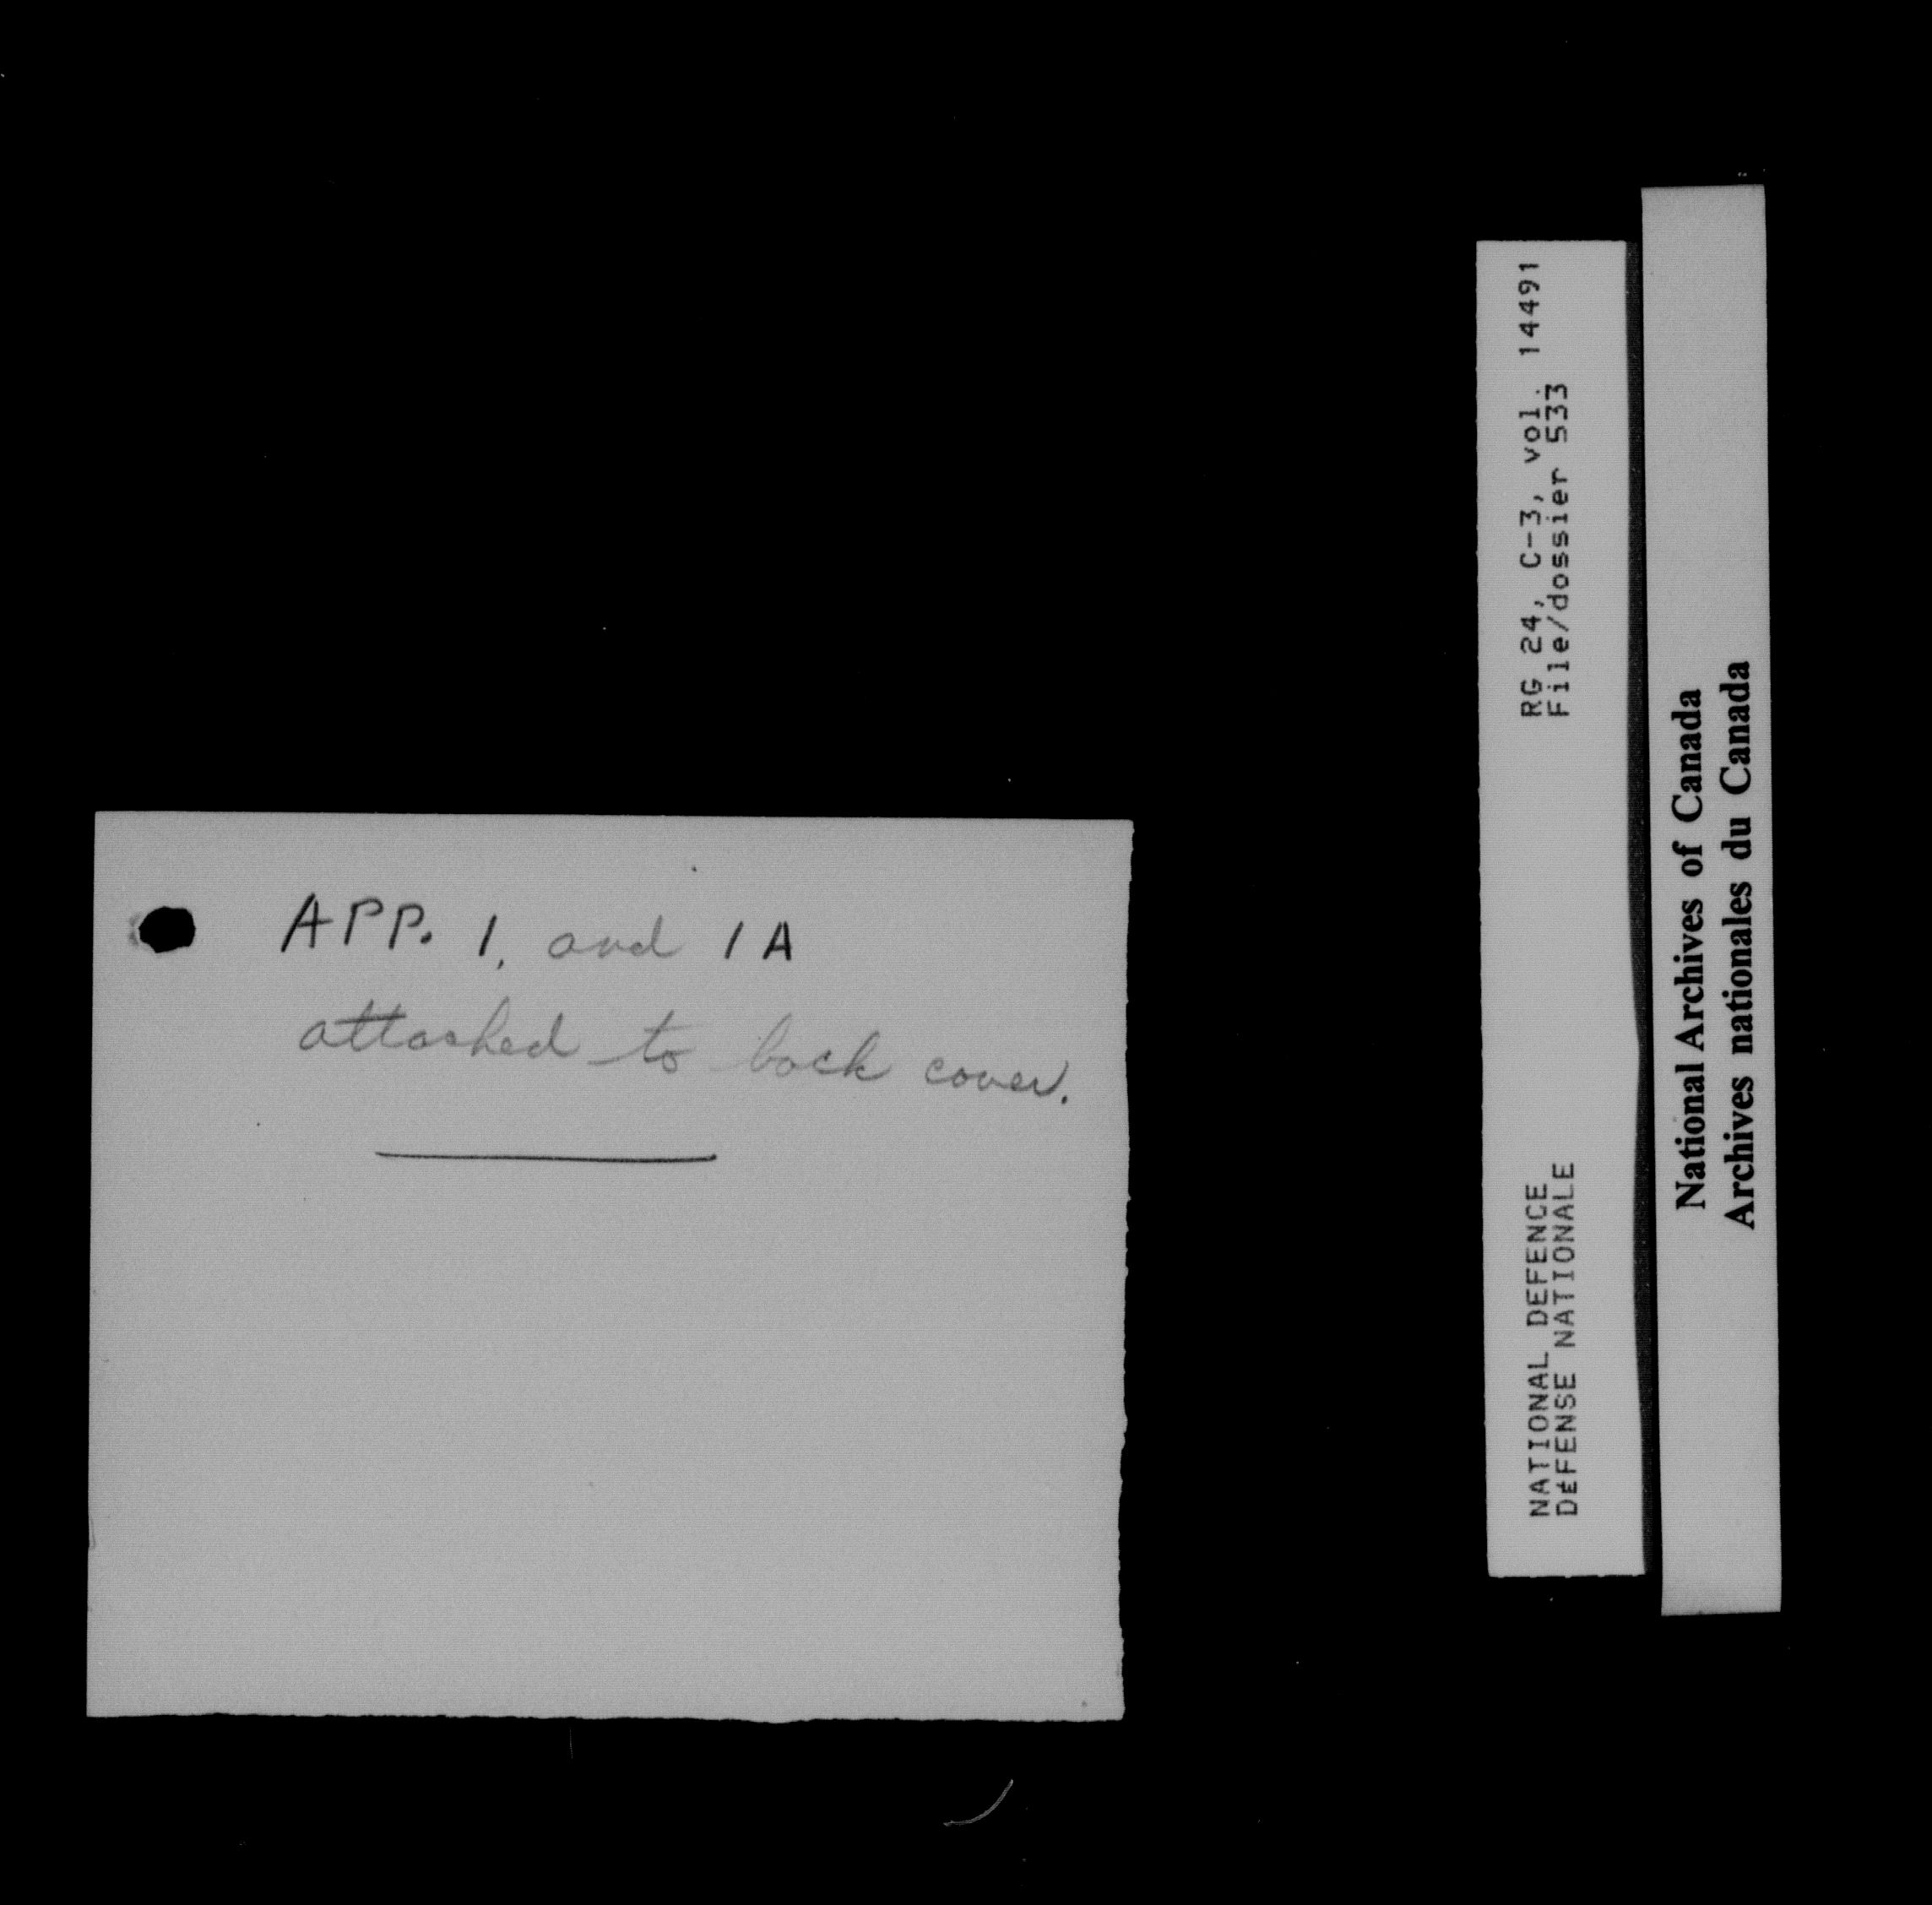 APP. 1, and 1A
attached to back cover.
NATIONAL DEFENCE
DÉFENSE NATIONALE
RG 24, C-3, vol. 14491
File/dossier 533
National Archives of Canada
Archives nationales du Canada